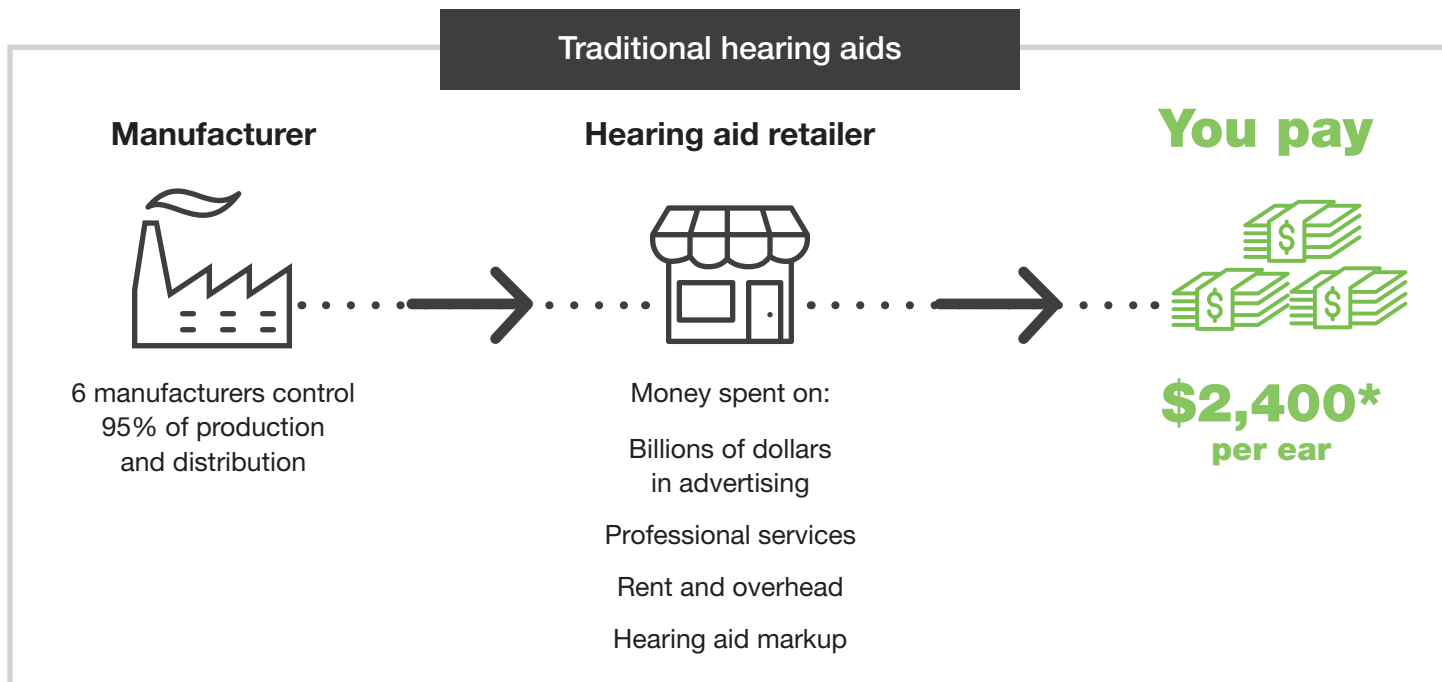 Traditional hearing aids
Manufacturer
6 manufacturers control
95% of production
and distribution
Hearing aid retailer
Money spent on:
Billions of dollars
in advertising
Professional services
Rent and overhead
Hearing aid markup
You pay
$
$
$
$2,400*
per ear